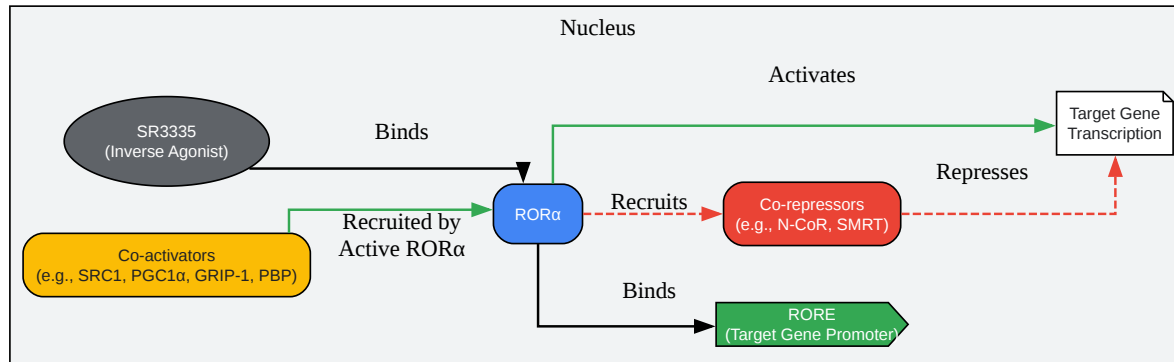 Nucleus
Activates
SR3335
(Inverse Agonist)
Binds
Target Gene
Transcription
Represses
RORα
Recruits
Co-repressors
(e.g., N-CoR, SMRT)
Recruited by
Active RORα
Co-activators
(e.g., SRC1, PGC1α, GRIP-1, PBP)
Binds
RORE
(Target Gene Promoter)